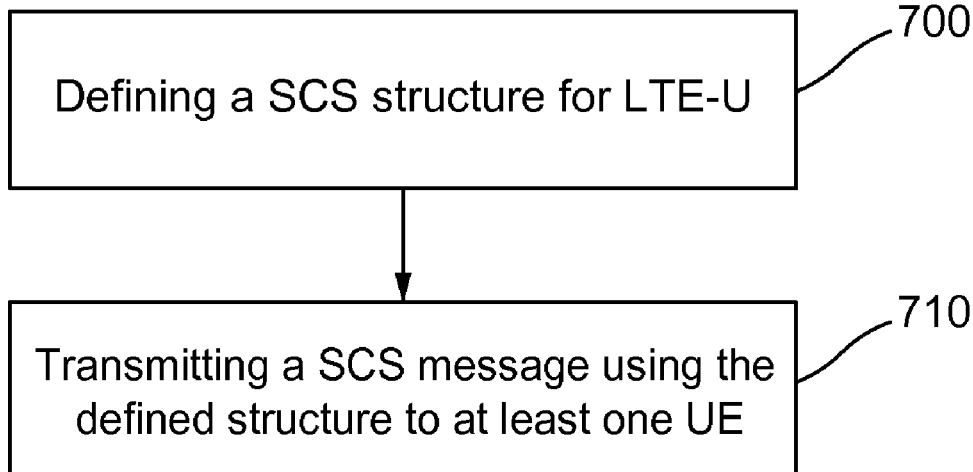 700
Defining a SCS structure for LTE-U
710
Transmitting a SCS message using the
defined structure to at least one UE